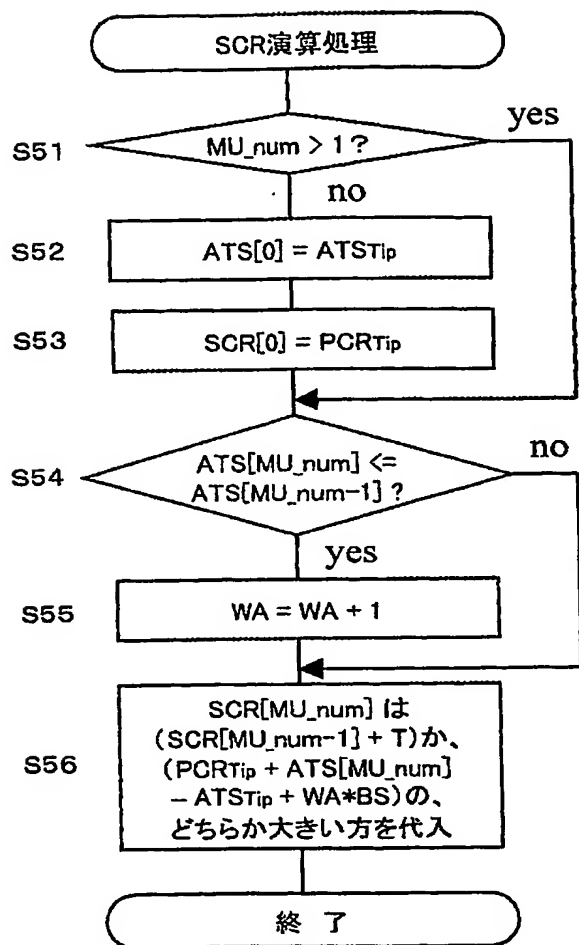 SCR演算処理
yes
S51
MU_num > 1 ?
no
S52
ATS[0] = ATSTip
S53
SCR[0] = PCRTip
S54
ATS[MU_num] <=
ATS[MU_num-1] ?
no
yes
S55
WA = WA + 1
S56
SCR[MU_num] は
(SCR[MU_num-1] + T)か、
(PCRTip + ATS[MU_num]
– ATSTip + WA*BS)の、
どちらか大きい方を代入
終 了